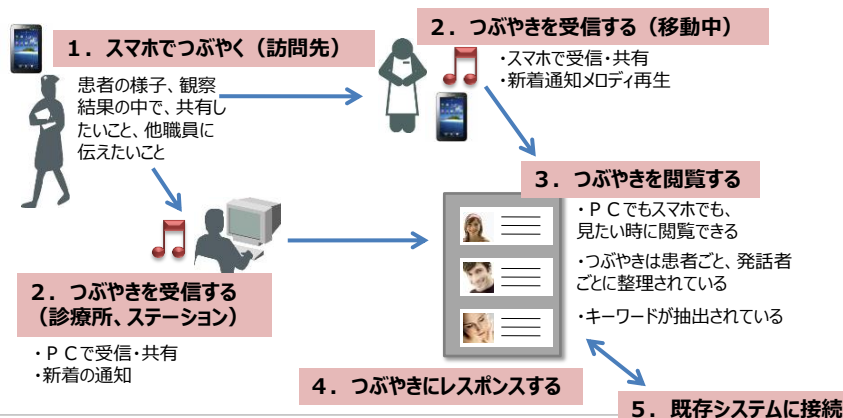 1．スマホでつぶやく（訪問先）
患者の様子、観察
結果の中で、共有し
たいこと、他職員に
伝えたいこと
2．つぶやきを受信する（移動中）
・スマホで受信・共有
・新着通知メロディ再生
2．つぶやきを受信する
（診療所、ステーション）
・ＰＣで受信・共有
・新着の通知
3．つぶやきを閲覧する
・ＰＣでもスマホでも、
見たい時に閲覧できる
・つぶやきは患者ごと、発話者
ごとに整理されている
・キーワードが抽出されている
4．つぶやきにレスポンスする
5．既存システムに接続